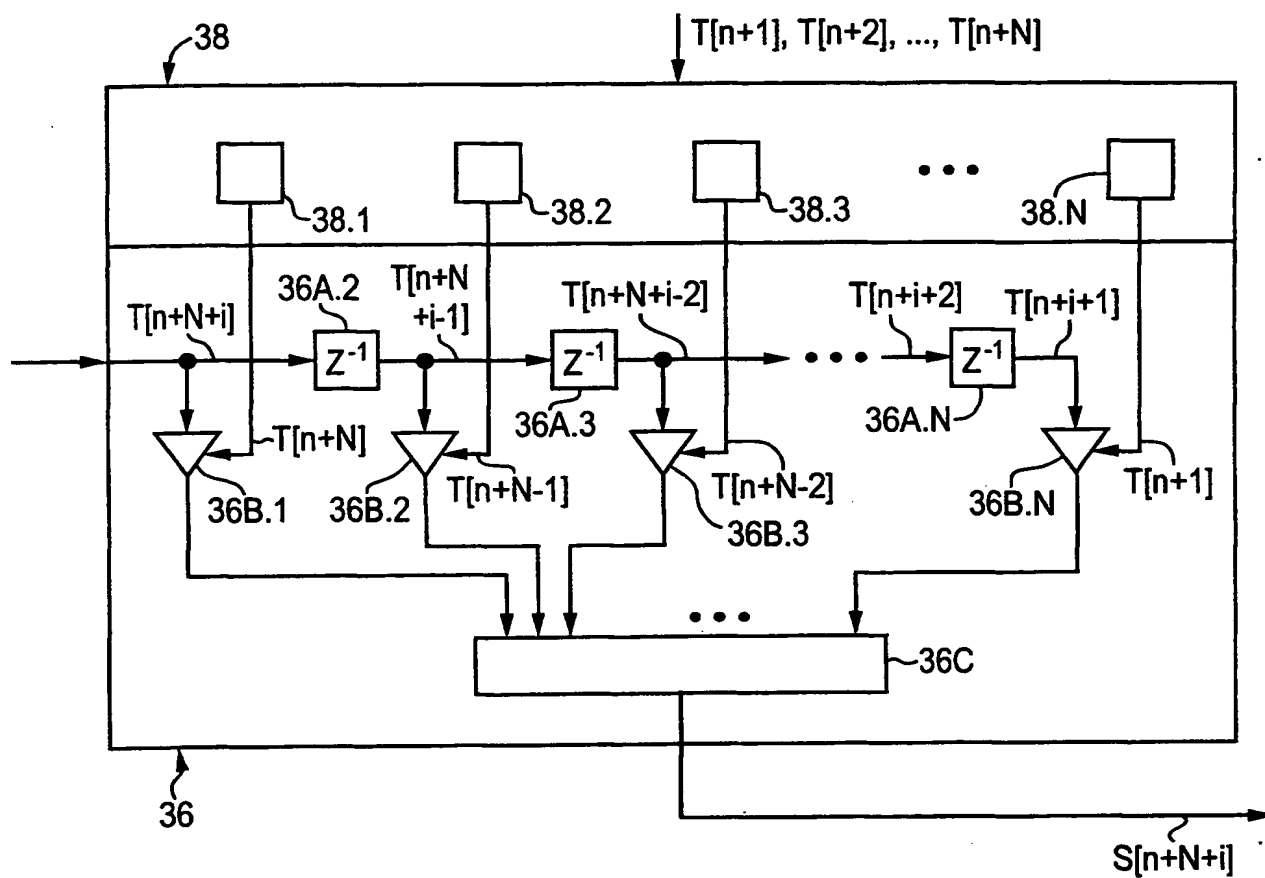 38
T[n+1], T[n+2], ..., T[n+N]
38.1
38.2
38.3
38.N
36A.2
T[n+N
+i-1]
T[n+N+i]
T[n+N+i-2]
T[n+i+2]
T[n+i+1]
Z-1
Z-1
Z-1
36A.3
36A.N
T[n+N]
T[n+N-1]
T[n+N-2]
T[n+1]
36B.1
36B.2
36B.3
36B.N
36C
36
S[n+N+i]